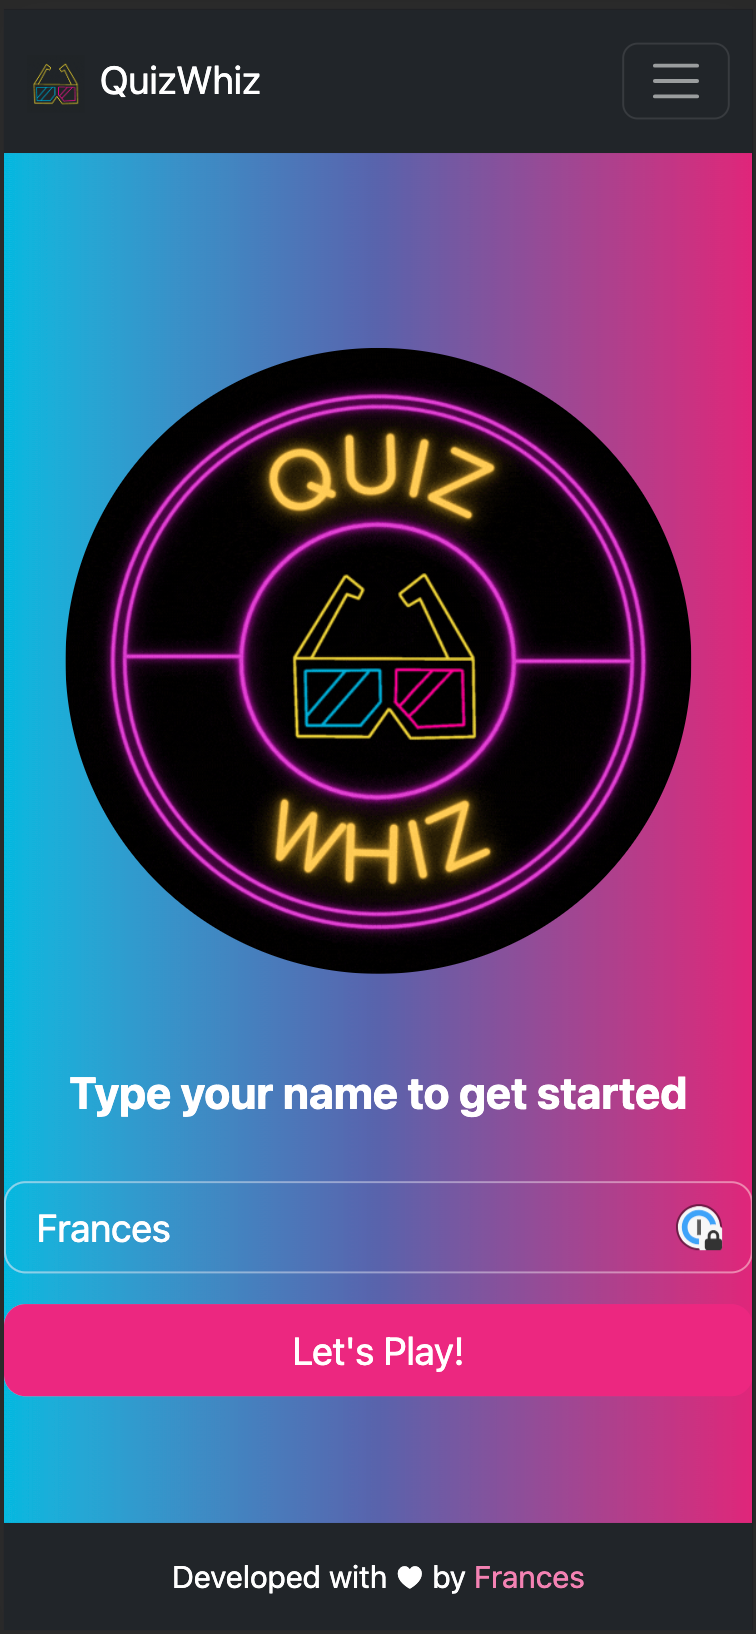 QuizWhiz
QUIZ
WHIZ
Type your name to get started
Frances
Let's Play!
Developed with ♥ by Frances